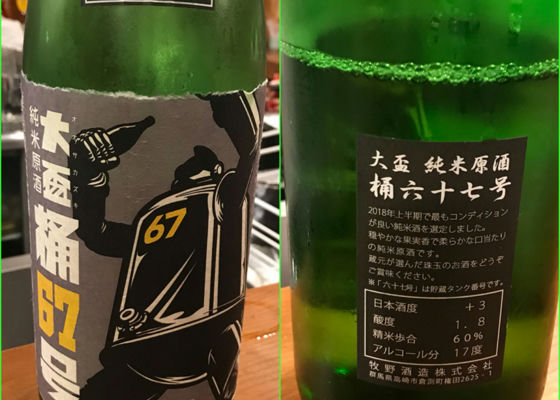 大盃 桶67号
オオサカズキ
純米原酒
67
大盃 純米原酒
桶六十七号
2018年上半期で最もコンディション
が良い純米酒を選定しました。
穏やかな果実香で柔らかな口当たり
の純米原酒です。
蔵元が選んだ珠玉のお酒をどうぞ
ご賞味ください。
※「六十七号」は貯蔵タンク番号です。
日本酒度 +3
酸度 1.8
精米歩合 60%
アルコール分 17度
牧野酒造株式会社
群馬県高崎市倉渕町権田2625-1